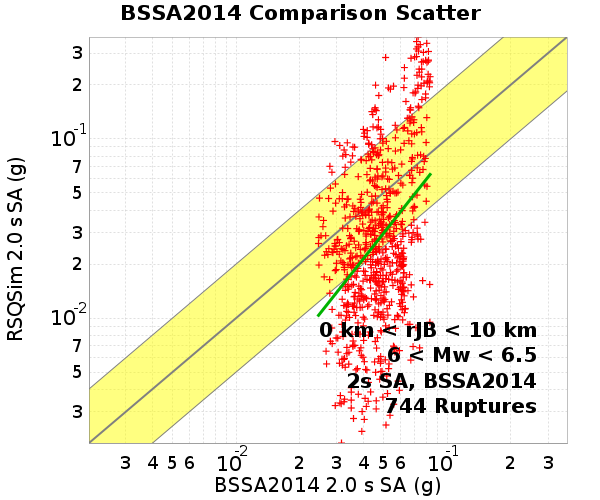 BSSA2014 Comparison Scatter
RSQSim 2.0 s SA (g)
3
2
10-1
7
5
3
2
10-2
7
5
3
0 km < rJB < 10 km
6 < Mw < 6.5
2s SA, BSSA2014
744 Ruptures
3 4 5 6 10-2 2 3 4 5 6 10-1 2 3
BSSA2014 2.0 s SA (g)